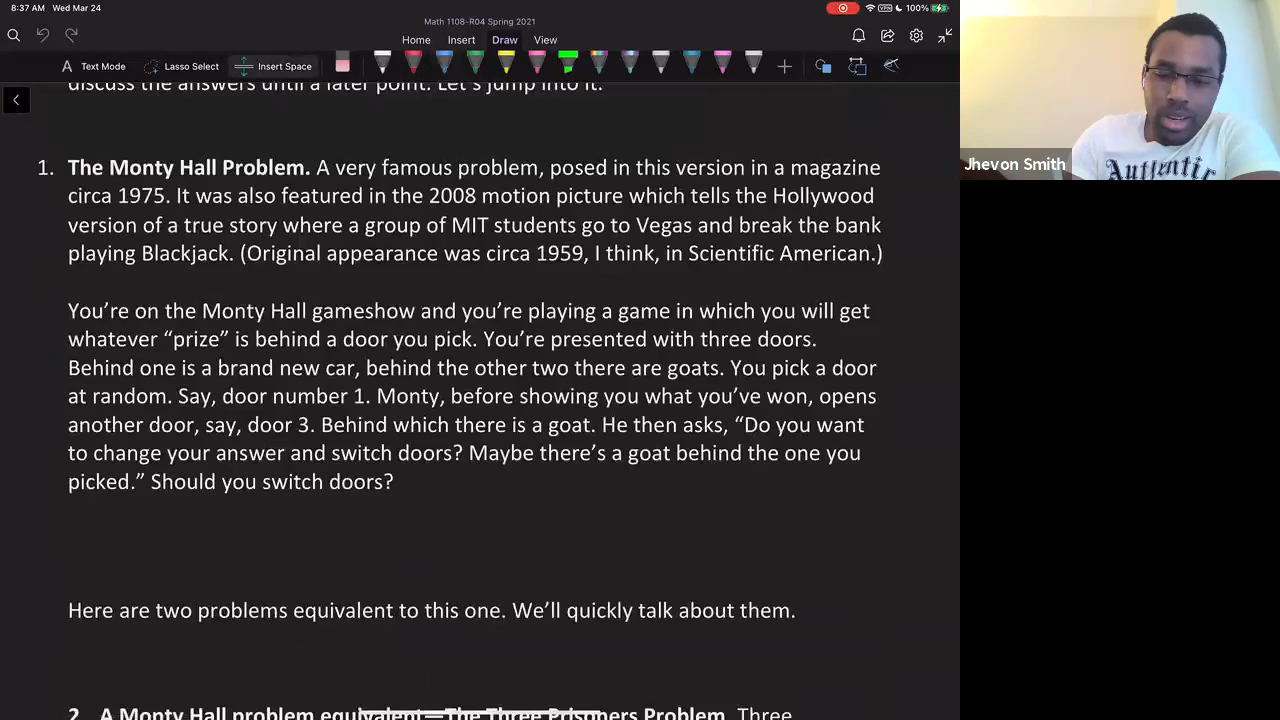 8:37 AM Wed Mar 24
VPN 100%
Math 1108-R04 Spring 2021
Home Insert Draw View
A Text Mode Lasso Select Insert Space
discuss the answers until a later point. Let's jump into it.
1. The Monty Hall Problem. A very famous problem, posed in this version in a magazine
circa 1975. It was also featured in the 2008 motion picture which tells the Hollywood
version of a true story where a group of MIT students go to Vegas and break the bank
playing Blackjack. (Original appearance was circa 1959, I think, in Scientific American.)
You're on the Monty Hall gameshow and you're playing a game in which you will get
whatever “prize” is behind a door you pick. You're presented with three doors.
Behind one is a brand new car, behind the other two there are goats. You pick a door
at random. Say, door number 1. Monty, before showing you what you've won, opens
another door, say, door 3. Behind which there is a goat. He then asks, “Do you want
to change your answer and switch doors? Maybe there's a goat behind the one you
picked.” Should you switch doors?
Here are two problems equivalent to this one. We'll quickly talk about them.
2. A Monty Hall problem equivalent—The Three Prisoners Problem. Three
Jhevon Smith
Authentic